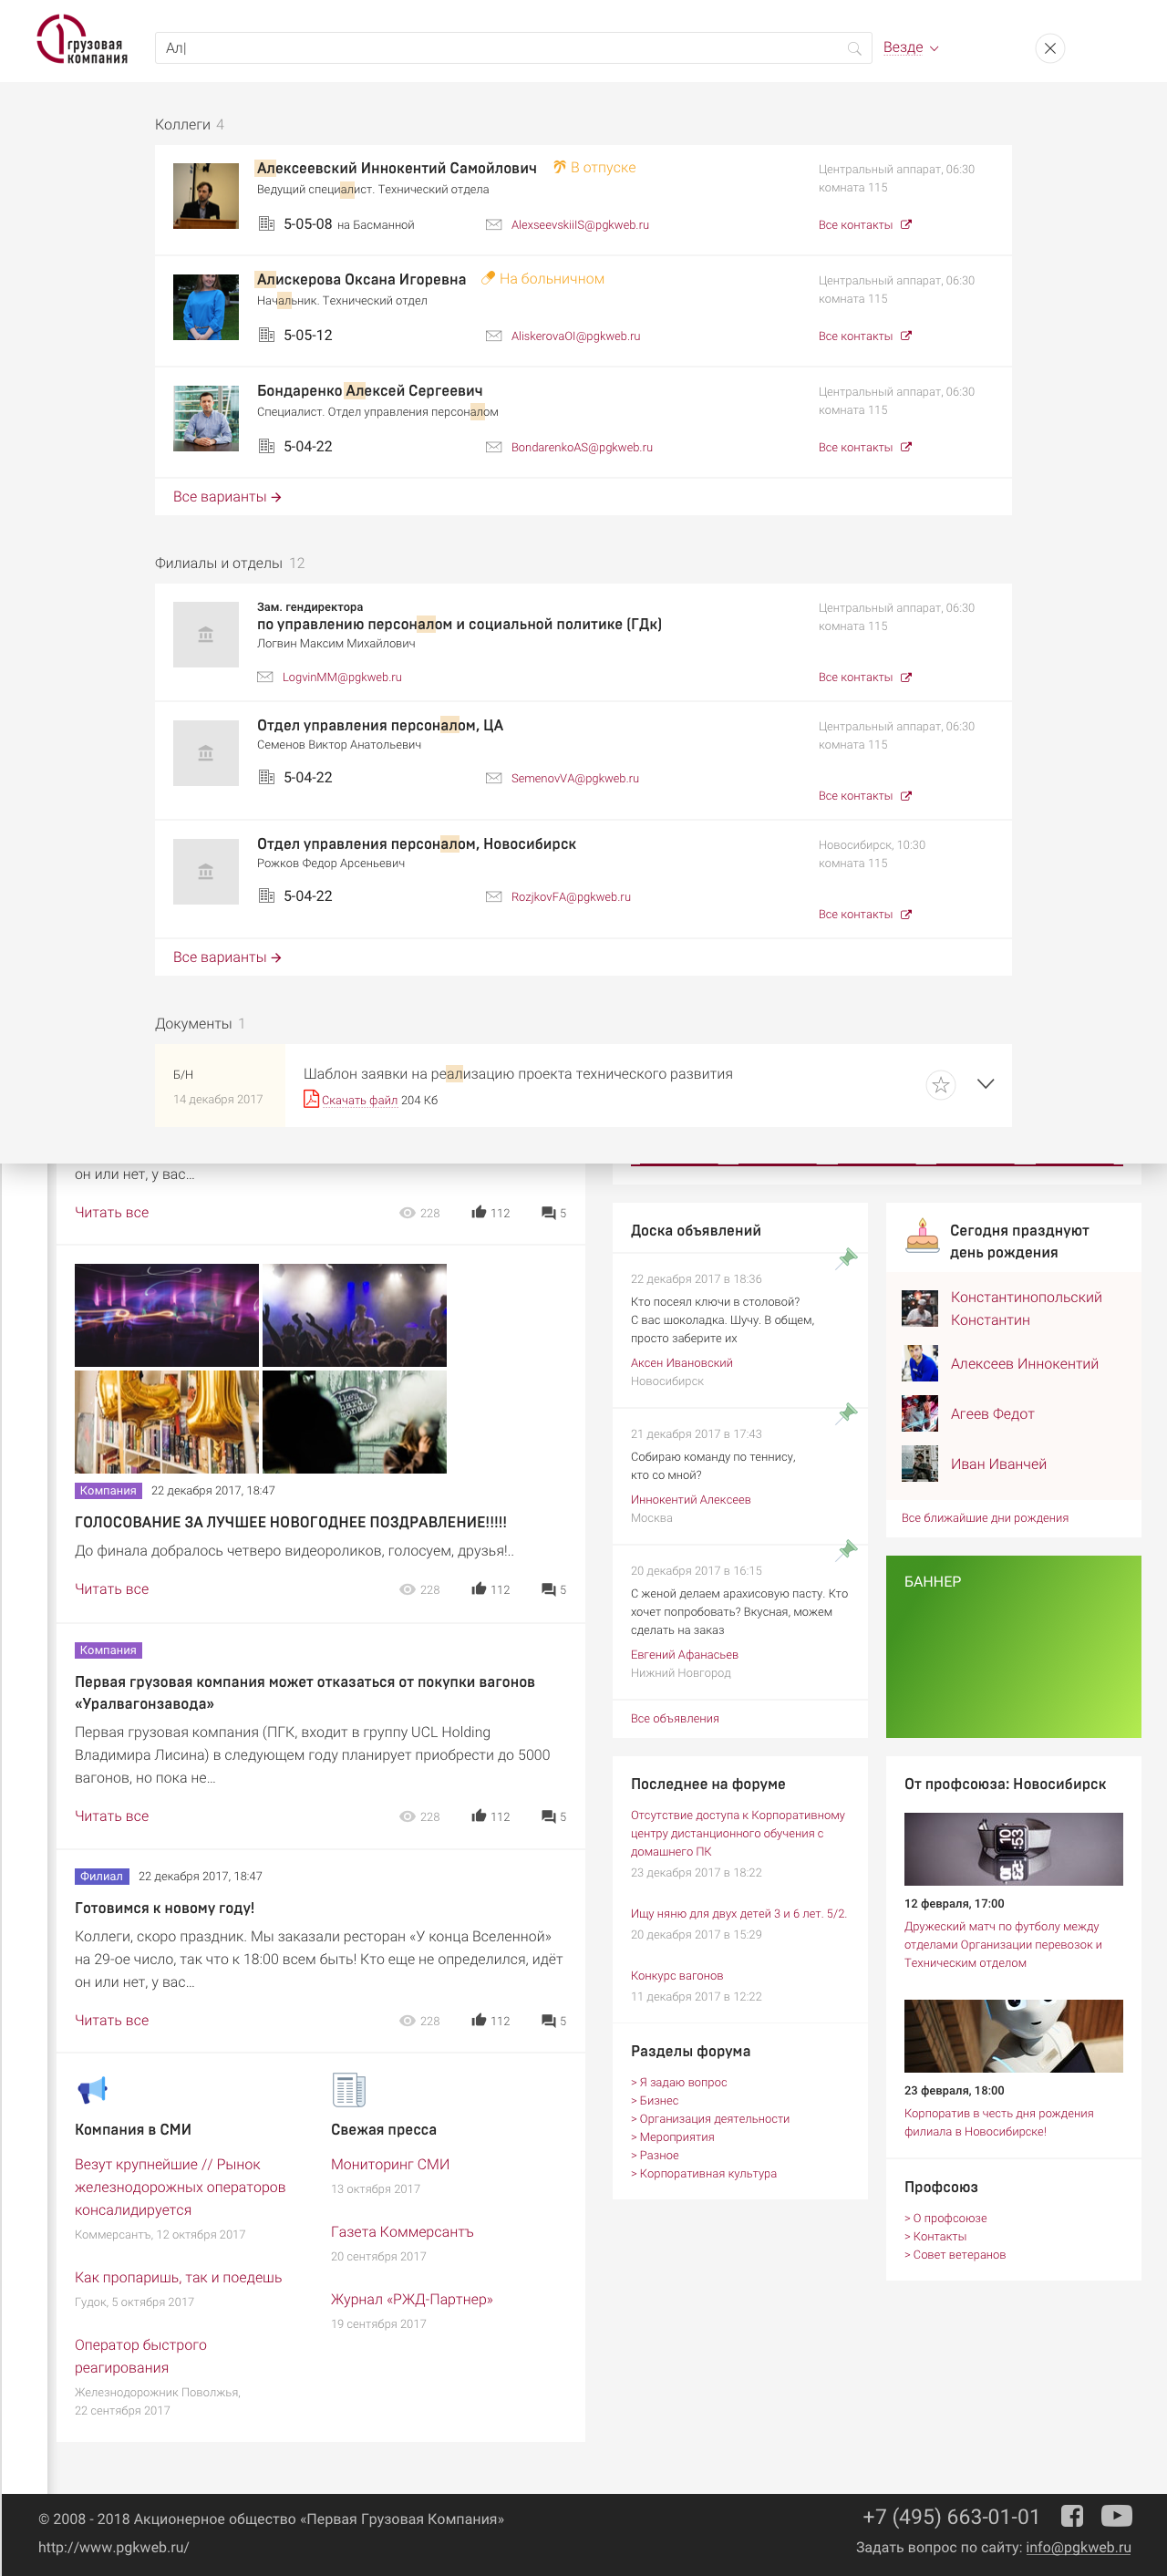 грузовая
компания
Ал|
Везде
Коллеги 4
Алексеевский Иннокентий Самойлович
В отпуске
Ведущий специалист. Технический отдела
5-05-08 на Басманной
AlexseevskiiIS@pgkweb.ru
Центральный аппарат, 06:30
комната 115
Все контакты
Алискерова Оксана Игоревна
На больничном
Начальник. Технический отдел
5-05-12
AliskerovaOI@pgkweb.ru
Центральный аппарат, 06:30
комната 115
Все контакты
Бондаренко Алексей Сергеевич
Специалист. Отдел управления персоналом
5-04-22
BondarenkoAS@pgkweb.ru
Центральный аппарат, 06:30
комната 115
Все контакты
Все варианты
Филиалы и отделы 12
Зам. гендиректора
по управлению персоналом и социальной политике (ГДк)
Логвин Максим Михайлович
LogvinMM@pgkweb.ru
Центральный аппарат, 06:30
комната 115
Все контакты
Отдел управления персоналом, ЦА
Семенов Виктор Анатольевич
5-04-22
SemenovVA@pgkweb.ru
Центральный аппарат, 06:30
комната 115
Все контакты
Отдел управления персоналом, Новосибирск
Рожков Федор Арсеньевич
5-04-22
RozjkovFA@pgkweb.ru
Новосибирск, 10:30
комната 115
Все контакты
Все варианты
Документы 1
Б/Н
14 декабря 2017
Шаблон заявки на реализацию проекта технического развития
Скачать файл 204 Кб
он или нет, у вас...
Читать все
228
112
5
Компания
22 декабря 2017, 18:47
ГОЛОСОВАНИЕ ЗА ЛУЧШЕЕ НОВОГОДНЕЕ ПОЗДРАВЛЕНИЕ!!!!!
До финала добралось четверо видеороликов, голосуем, друзья!..
Читать все
228
112
5
Компания
Первая грузовая компания может отказаться от покупки вагонов
«Уралвагонзавода»
Первая грузовая компания (ПГК, входит в группу UCL Holding
Владимира Лисина) в следующем году планирует приобрести до 5000
вагонов, но пока не...
Читать все
228
112
5
Филиал
22 декабря 2017, 18:47
Готовимся к новому году!
Коллеги, скоро праздник. Мы заказали ресторан «У конца Вселенной»
на 29-ое число, так что к 18:00 всем быть! Кто еще не определился, идёт
он или нет, у вас...
Читать все
228
112
5
Компания в СМИ
Везут крупнейшие // Рынок
железнодорожных операторов
консалидируется
Коммерсантъ, 12 октября 2017
Как пропаришь, так и поедешь
Гудок, 5 октября 2017
Оператор быстрого
реагирования
Железнодорожник Поволжья,
22 сентября 2017
Свежая пресса
Мониторинг СМИ
13 октября 2017
Газета Коммерсантъ
20 сентября 2017
Журнал «РЖД-Партнер»
19 сентября 2017
Доска объявлений
22 декабря 2017 в 18:36
Кто посеял ключи в столовой?
С вас шоколадка. Шучу. В общем,
просто заберите их
Аксен Ивановский
Новосибирск
21 декабря 2017 в 17:43
Собираю команду по теннису,
кто со мной?
Иннокентий Алексеев
Москва
20 декабря 2017 в 16:15
С женой делаем арахисовую пасту. Кто
хочет попробовать? Вкусная, можем
сделать на заказ
Евгений Афанасьев
Нижний Новгород
Все объявления
Последнее на форуме
Отсутствие доступа к Корпоративному
центру дистанционного обучения с
домашнего ПК
23 декабря 2017 в 18:22
Ищу няню для двух детей 3 и 6 лет. 5/2.
20 декабря 2017 в 15:29
Конкурс вагонов
11 декабря 2017 в 12:22
Разделы форума
> Я задаю вопрос
> Бизнес
> Организация деятельности
> Мероприятия
> Разное
> Корпоративная культура
Сегодня празднуют
день рождения
Константинопольский
Константин
Алексеев Иннокентий
Агеев Федот
Иван Иванчей
Все ближайшие дни рождения
БАННЕР
От профсоюза: Новосибирск
10
:53
12 февраля, 17:00
Дружеский матч по футболу между
отделами Организации перевозок и
Техническим отделом
23 февраля, 18:00
Корпоратив в честь дня рождения
филиала в Новосибирске!
Профсоюз
> О профсоюзе
> Контакты
> Совет ветеранов
© 2008 - 2018 Акционерное общество «Первая Грузовая Компания»
http://www.pgkweb.ru/
+7 (495) 663-01-01
Задать вопрос по сайту: info@pgkweb.ru